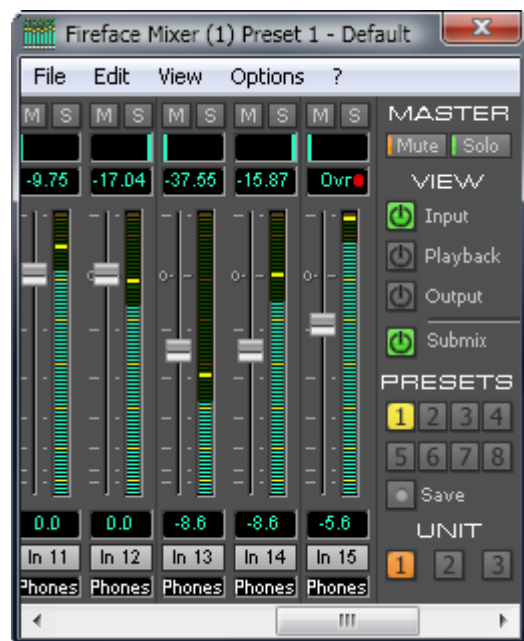 Fireface Mixer (1) Preset 1 - Default
File Edit View Options ?
M S M S M S M S M S MASTER
Mute Solo
-9.75 -17.04 -37.55 -15.87 Ovr VIEW
Input
Playback
Output
Submix
PRESETS
1 2 3 4
5 6 7 8
Save
0.0 0.0 -8.6 -8.6 -5.6 UNIT
In 11 In 12 In 13 In 14 In 15 1 2 3
Phones Phones Phones Phones Phones